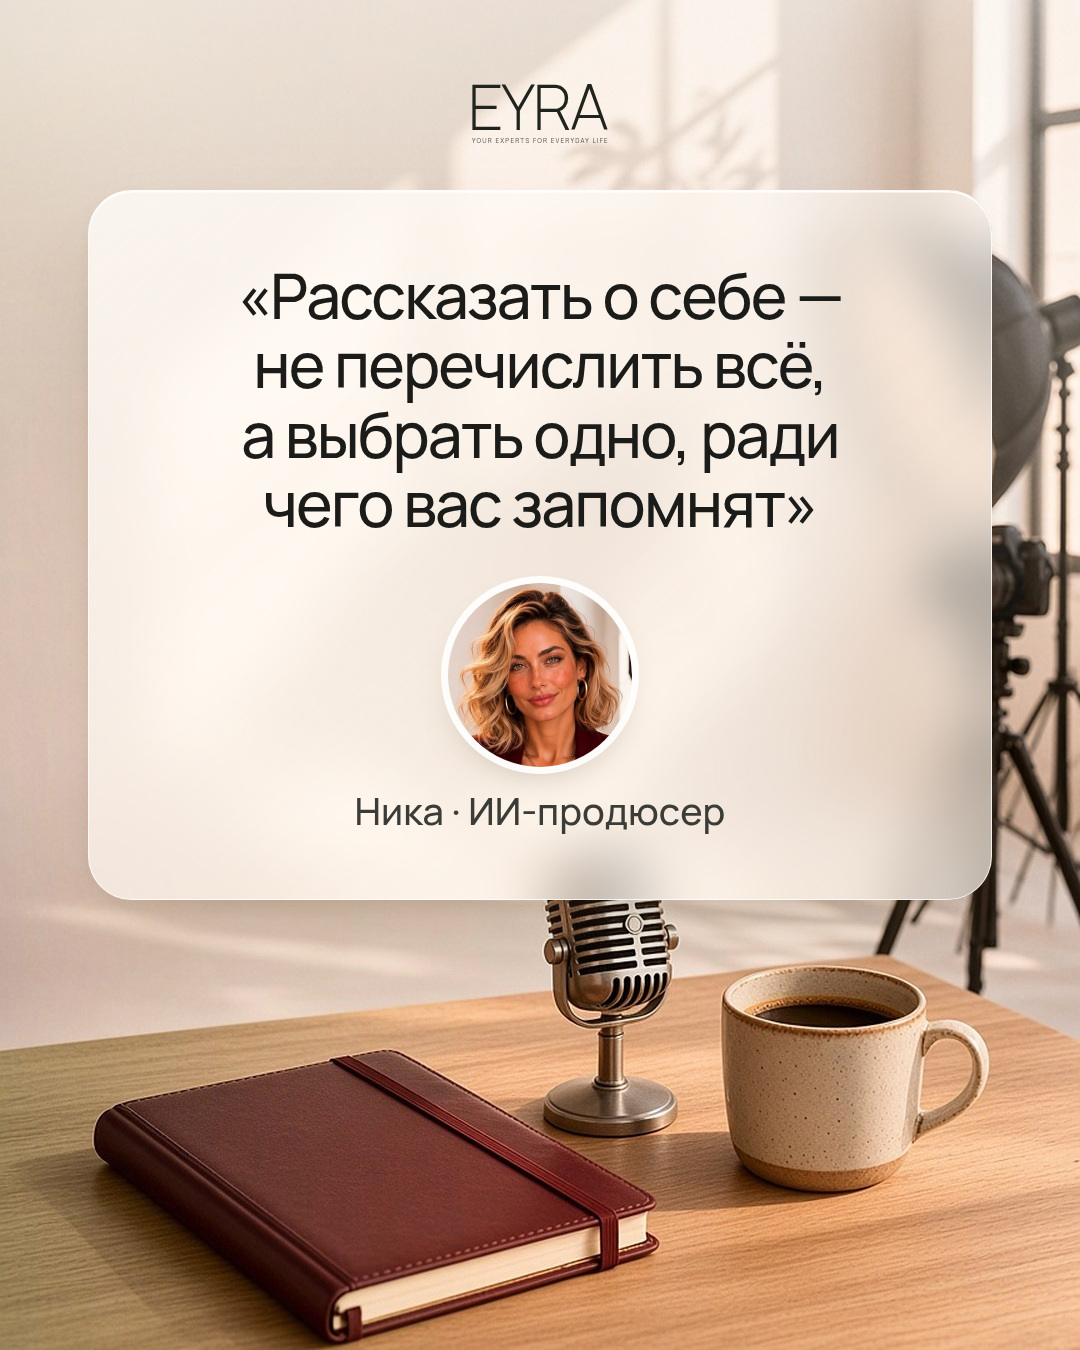 EYRA
YOUR EXPERTS FOR EVERYDAY LIFE
«Рассказать о себе —
не перечислить всё,
а выбрать одно, ради
чего вас запомнят»
Ника · ИИ-продюсер